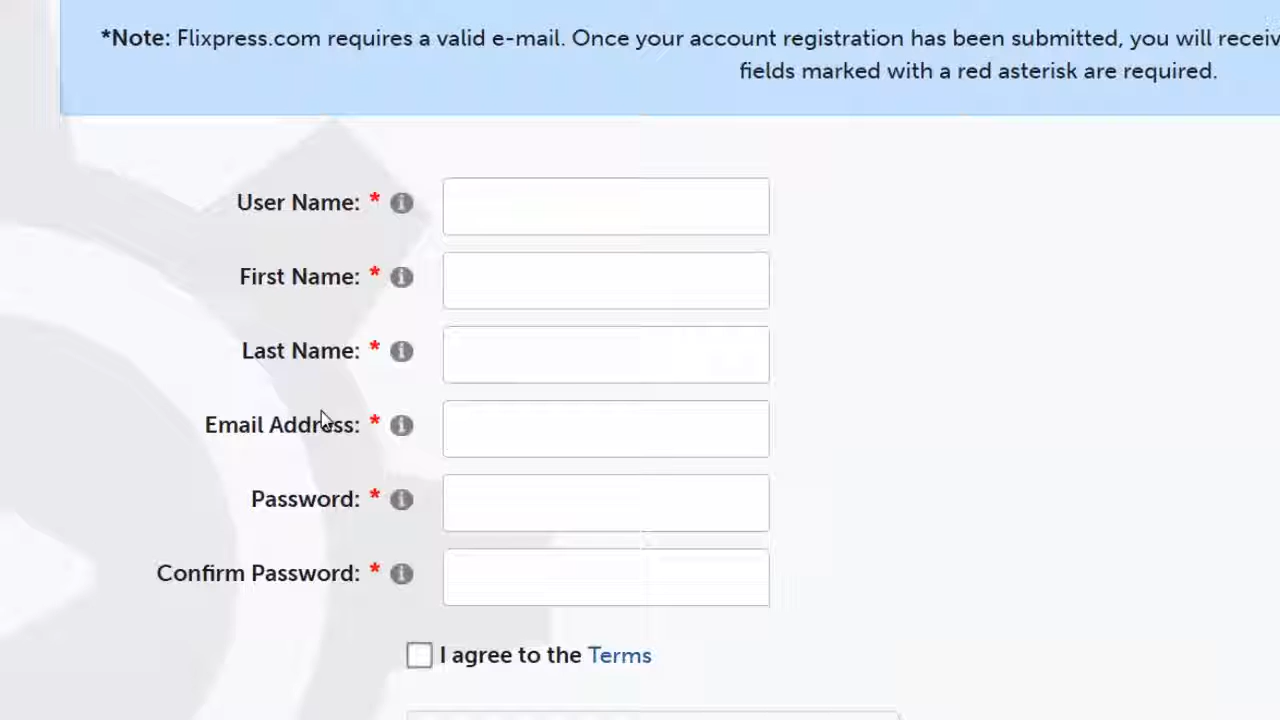 *Note: Flixpress.com requires a valid e-mail. Once your account registration has been submitted, you will
fields marked with a red asterisk are required.
User Name: *
First Name: *
Last Name: *
Email Address: *
Password: *
Confirm Password: *
I agree to the Terms